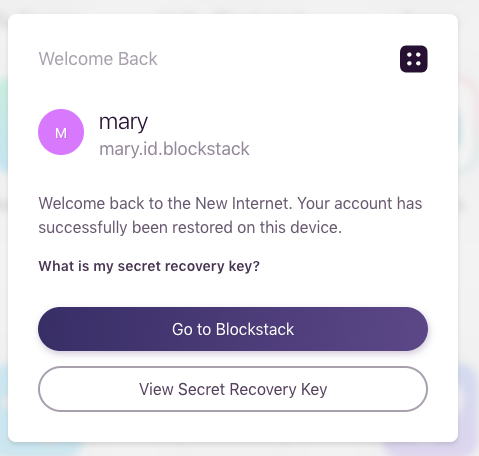 Welcome Back
M
mary
mary.id.blockstack
Welcome back to the New Internet. Your account has
successfully been restored on this device.
What is my secret recovery key?
Go to Blockstack
View Secret Recovery Key